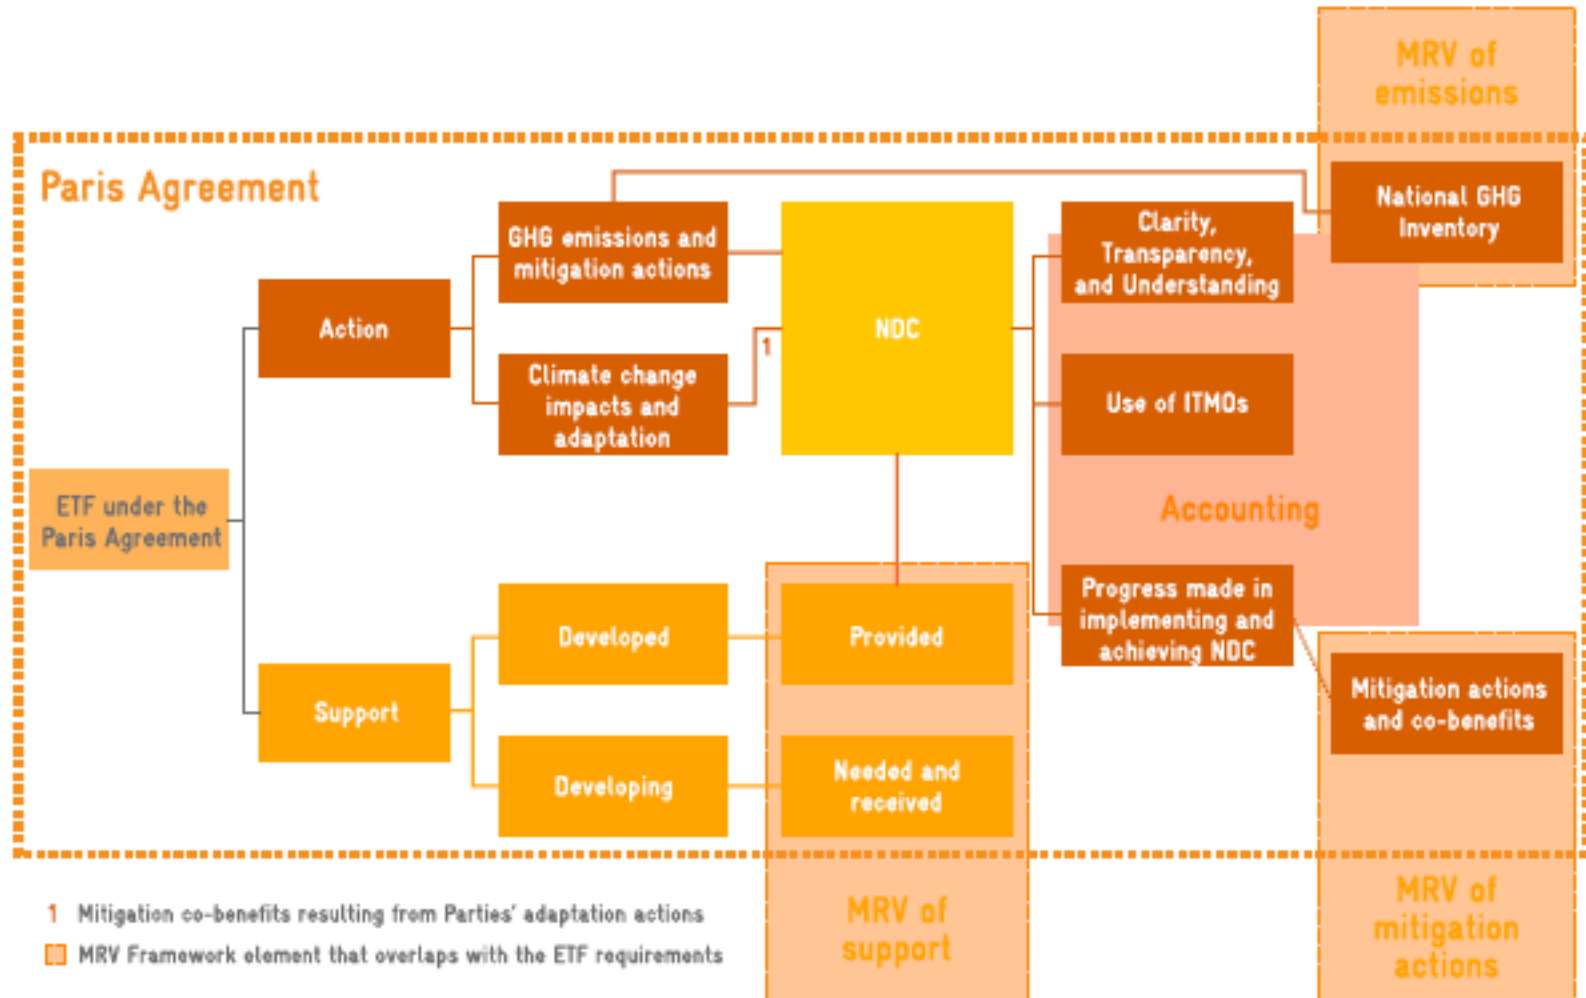 MRV of
emissions
Paris Agreement
GHG emissions and
mitigation actions
NDC
Clarity,
Transparency,
and Understanding
National GHG
Inventory
Action
1
Climate change
impacts and
adaptation
Use of ITMOs
ETF under the
Paris Agreement
Accounting
Developed
Provided
Progress made in
implementing and
achieving NDC
Support
Mitigation actions
and co-benefits
Developing
Needed and
received
1 Mitigation co-benefits resulting from Parties' adaptation actions
MRV Framework element that overlaps with the ETF requirements
MRV of
support
MRV of
mitigation
actions